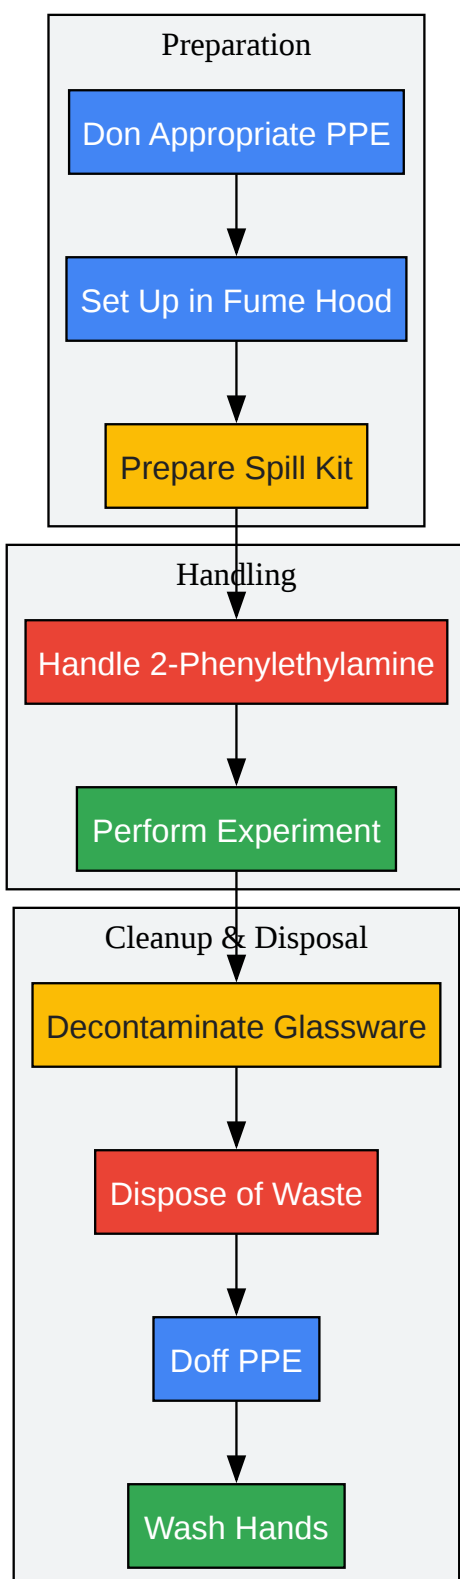 Preparation
Don Appropriate PPE
Set Up in Fume Hood
Prepare Spill Kit
Handling
Handle 2-Phenylethylamine
Perform Experiment
Cleanup & Disposal
Decontaminate Glassware
Dispose of Waste
Doff PPE
Wash Hands